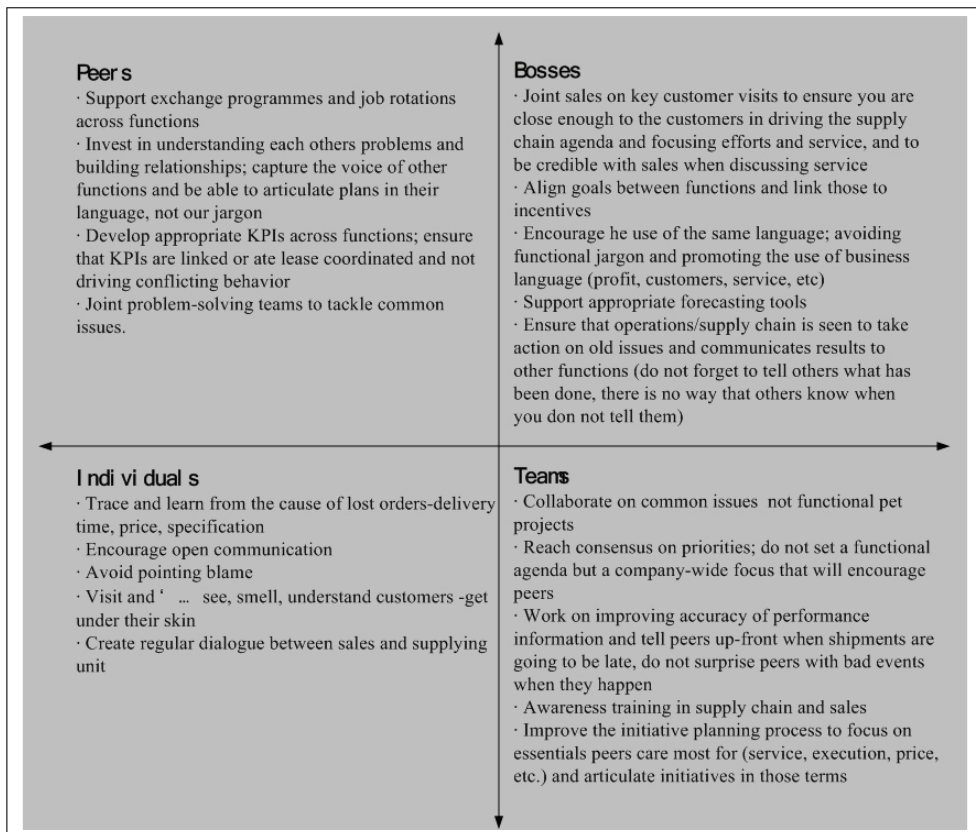 Peers
· Support exchange programmes and job rotations
across functions
· Invest in understanding each others problems and
building relationships; capture the voice of other
functions and be able to articulate plans in their
language, not our jargon
· Develop appropriate KPIs across functions; ensure
that KPIs are linked or ate lease coordinated and not
driving conflicting behavior
· Joint problem-solving teams to tackle common
issues.
Bosses
· Joint sales on key customer visits to ensure you are
close enough to the customers in driving the supply
chain agenda and focusing efforts and service, and to
be credible with sales when discussing service
· Align goals between functions and link those to
incentives
· Encourage he use of the same language; avoiding
functional jargon and promoting the use of business
language (profit, customers, service, etc)
· Support appropriate forecasting tools
· Ensure that operations/supply chain is seen to take
action on old issues and communicates results to
other functions (do not forget to tell others what has
been done, there is no way that others know when
you don not tell them)
Individuals
· Trace and learn from the cause of lost orders-delivery
time, price, specification
· Encourage open communication
· Avoid pointing blame
· Visit and ‘ … see, smell, understand customers -get
under their skin
· Create regular dialogue between sales and supplying
unit
Teams
· Collaborate on common issues not functional pet
projects
· Reach consensus on priorities; do not set a functional
agenda but a company-wide focus that will encourage
peers
· Work on improving accuracy of performance
information and tell peers up-front when shipments are
going to be late, do not surprise peers with bad events
when they happen
· Awareness training in supply chain and sales
· Improve the initiative planning process to focus on
essentials peers care most for (service, execution, price,
etc.) and articulate initiatives in those terms